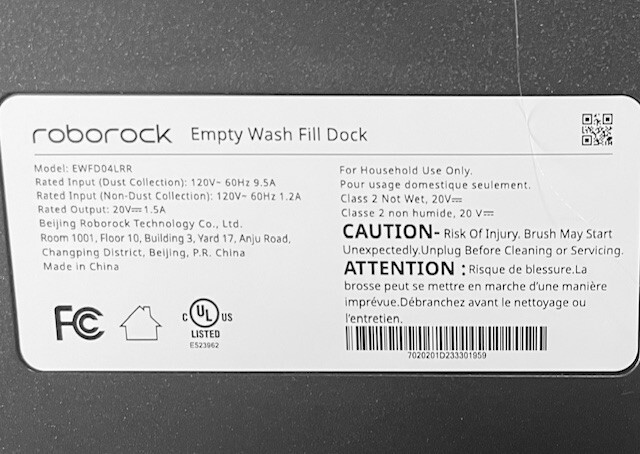 roborock Empty Wash Fill Dock
Model: EWFD04LRR
Rated Input (Dust Collection): 120V~ 60Hz 9.5A
Rated Input (Non-Dust Collection): 120V~ 60Hz 1.2A
Rated Output: 20V⎓ 1.5A
Beijing Roborock Technology Co., Ltd.
Room 1001, Floor 10, Building 3, Yard 17, Anju Road,
Changping District, Beijing, P.R. China
Made in China
FC
C UL US
LISTED
E523962
For Household Use Only.
Pour usage domestique seulement.
Class 2 Not Wet, 20V⎓
Classe 2 non humide, 20 V⎓
CAUTION- Risk Of Injury. Brush May Start
Unexpectedly.Unplug Before Cleaning or Servicing.
ATTENTION : Risque de blessure.La
brosse peut se mettre en marche d'une manière
imprévue.Débranchez avant le nettoyage ou
l'entretien.
7020201D233301959